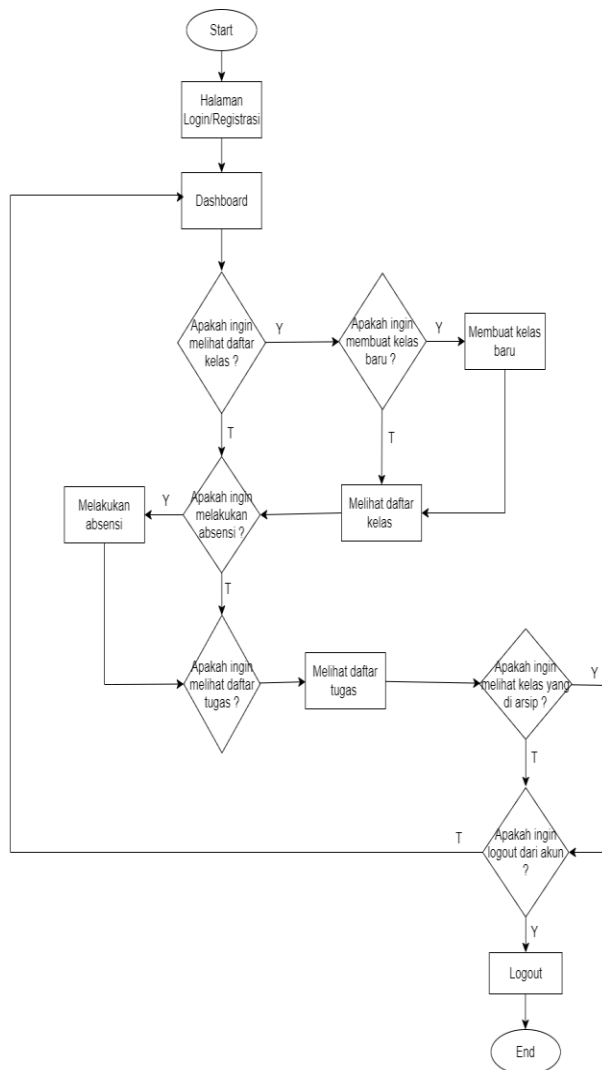 Start
Halaman
Login/Registrasi
Dashboard
Apakah ingin
melihat daftar
kelas ?
Y
Apakah ingin
membuat kelas
baru ?
Y
Membuat kelas
baru
T
T
Melakukan
absensi
Y
Apakah ingin
melakukan
absensi ?
Melihat daftar
kelas
T
Apakah ingin
melihat daftar
tugas ?
Melihat daftar
tugas
Apakah ingin
melihat kelas yang
di arsip ?
Y
T
T
Apakah ingin
logout dari akun
?
Y
Logout
End